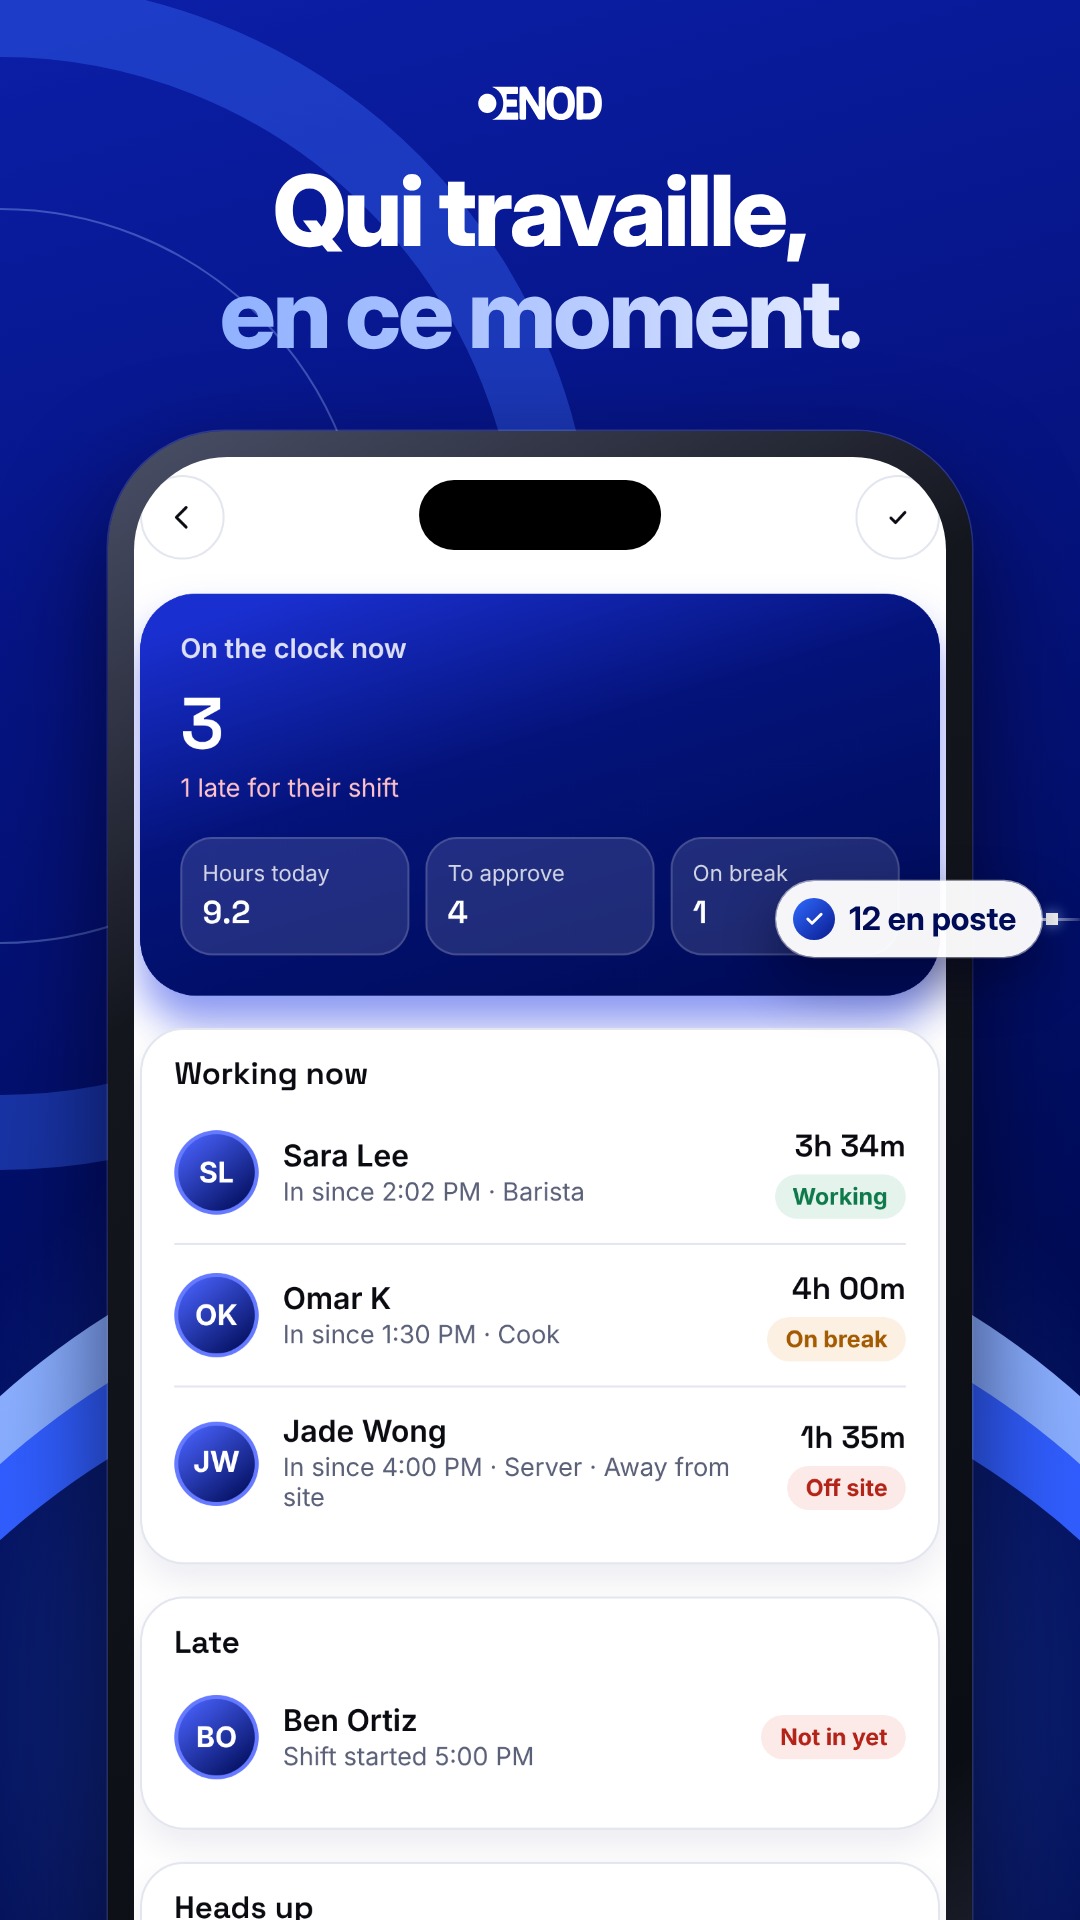 ENOD
Qui travaille,
en ce moment.
On the clock now
3
1 late for their shift
Hours today
9.2
To approve
4
On break
1
12 en poste
Working now
SL
Sara Lee
In since 2:02 PM · Barista
3h 34m
Working
OK
Omar K
In since 1:30 PM · Cook
4h 00m
On break
JW
Jade Wong
In since 4:00 PM · Server · Away from
site
1h 35m
Off site
Late
BO
Ben Ortiz
Shift started 5:00 PM
Not in yet
Heads up